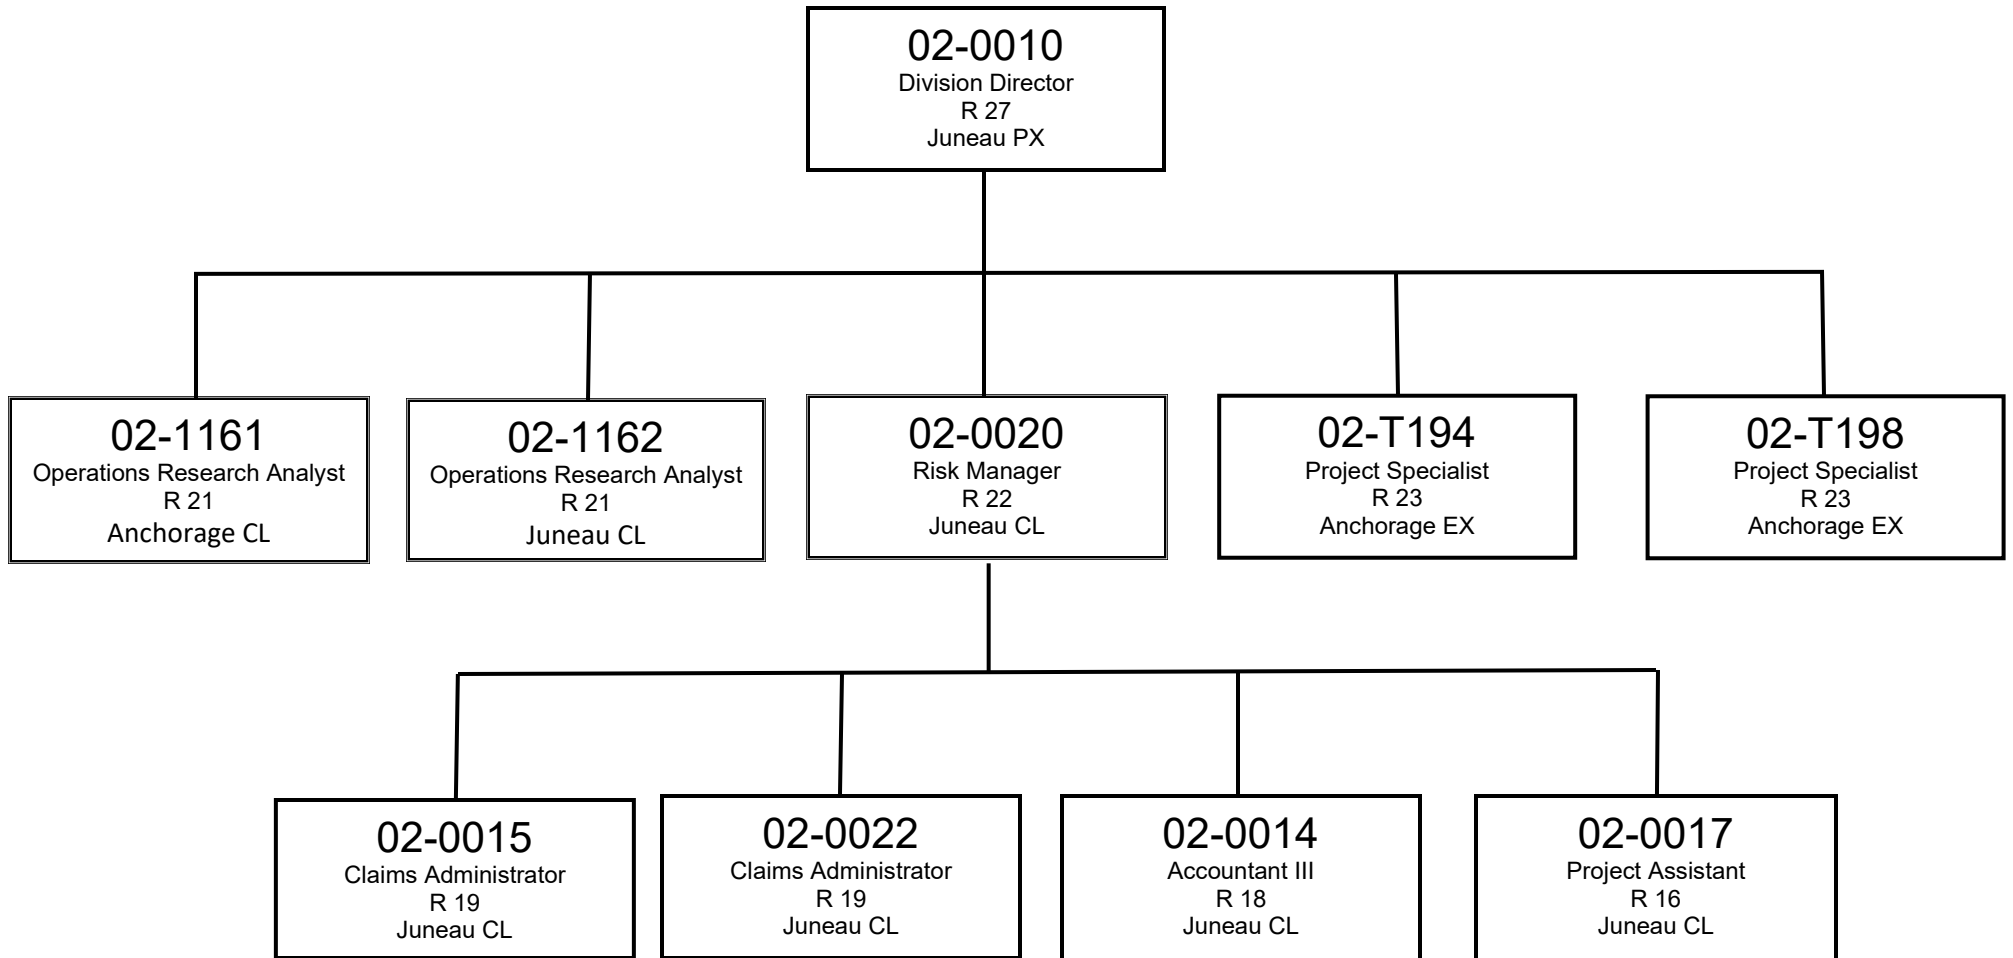 02-0010
Division Director
R 27
Juneau PX
02-1161
Operations Research Analyst
R 21
Anchorage CL
02-1162
Operations Research Analyst
R 21
Juneau CL
02-0020
Risk Manager
R 22
Juneau CL
02-T194
Project Specialist
R 23
Anchorage EX
02-T198
Project Specialist
R 23
Anchorage EX
02-0015
Claims Administrator
R 19
Juneau CL
02-0022
Claims Administrator
R 19
Juneau CL
02-0014
Accountant III
R 18
Juneau CL
02-0017
Project Assistant
R 16
Juneau CL